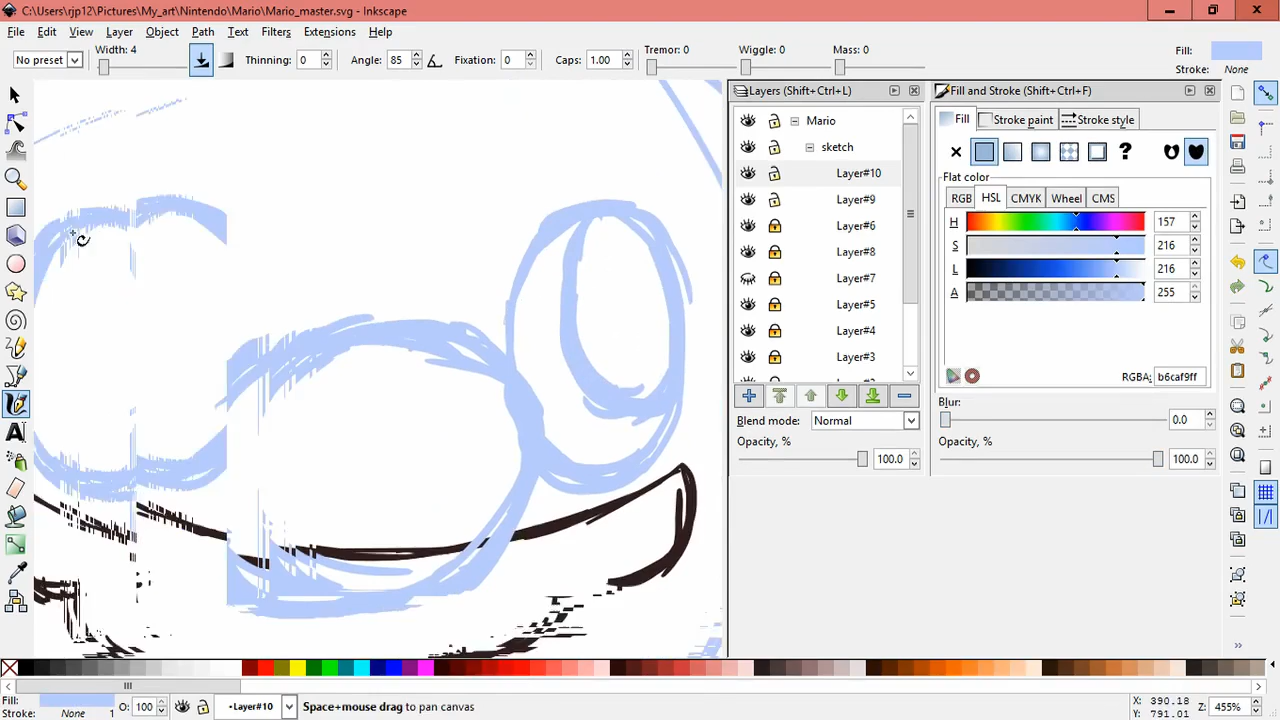 C:\Users\rjp12\Pictures\My_art\Nintendo\Mario\Mario_master.svg - Inkscape
File Edit View Layer Object Path Filters Text Extensions Help
No preset Width: 4 Thinning: 0 Angle: 85 Fixation: 0 Caps: 1.00 Tremor: 0 Wiggle: 0 Mass: 0 Fill:
Stroke: None
Layers (Shift+Ctrl+L)
Mario
sketch
Layer#10
Layer#9
Layer#6
Layer#8
Layer#7
Layer#5
Layer#4
Layer#3
Blend mode: Normal
Opacity, % 100.0
Fill and Stroke (Shift+Ctrl+F)
Fill Stroke paint Stroke style
?
Flat color
RGB HSL CMYK Wheel CMS
H 157
S 216
L 216
A 255
RGBA: b6caf9ff
Blur:
0.0
Opacity, %
100.0
Fill:
Stroke: None 1 O: 100 •Layer#10 Space+mouse drag to pan canvas
X: 390.18
Y: 791.01
Z: 455%